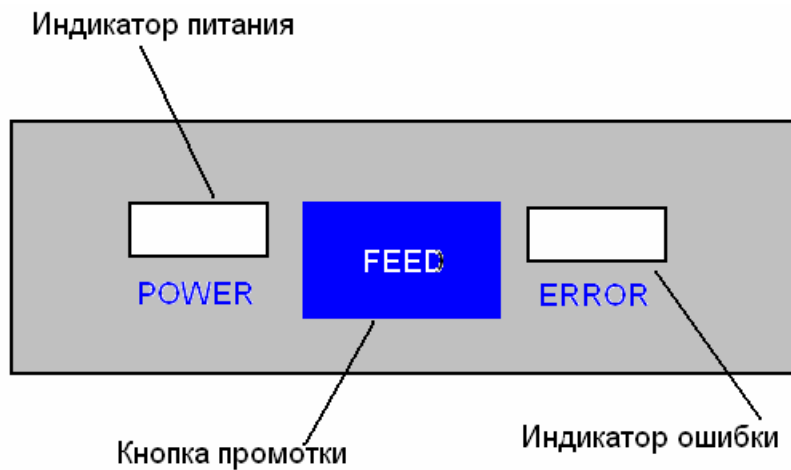 Индикатор питания
FEED
POWER
ERROR
Кнопка промотки
Индикатор ошибки